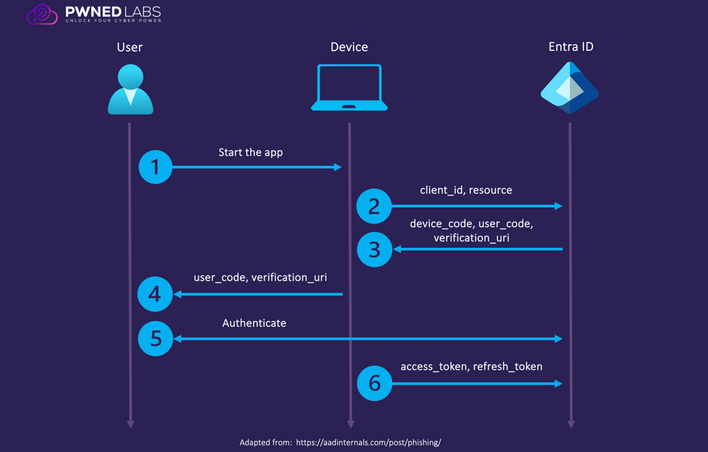 PWNED LABS
UNLOCK YOUR CYBER POWER
User
Device
Entra ID
1
Start the app
2
client_id, resource
3
device_code, user_code,
verification_uri
4
user_code, verification_uri
5
Authenticate
6
access_token, refresh_token
Adapted from: https://aadinternals.com/post/phishing/